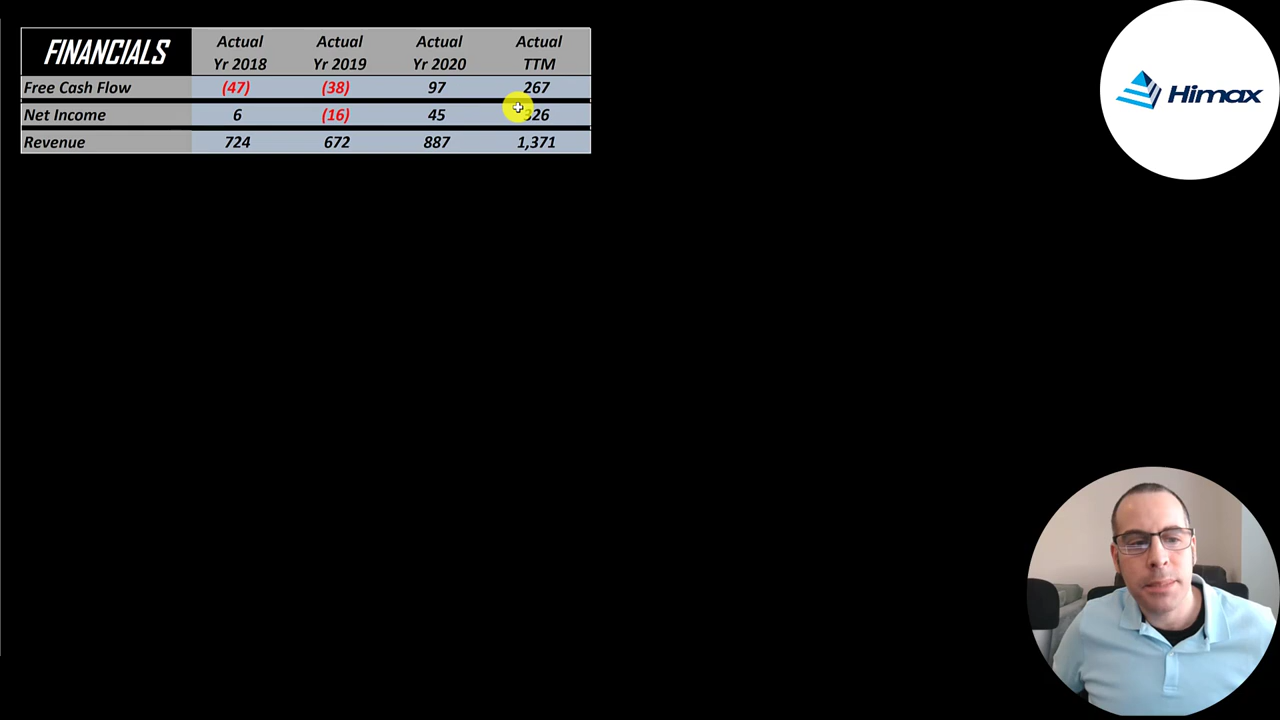 FINANCIALS Actual Actual Actual Actual
Yr 2018 Yr 2019 Yr 2020 TTM
Free Cash Flow (47) (38) 97 267
Net Income 6 (16) 45 326
Revenue 724 672 887 1,371
Himax